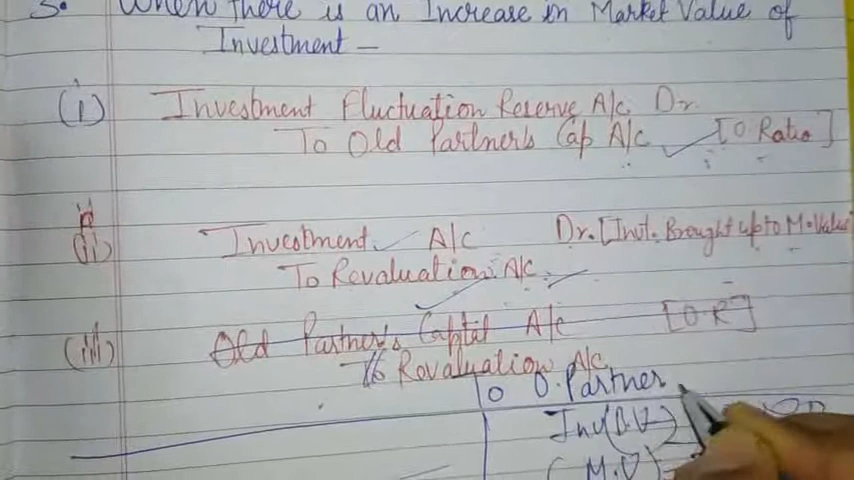 3. When there is an Increase in Market Value of
Investment —
(i) Investment Fluctuation Reserve A/c Dr.
To Old Partner's Cap A/c [O. Ratio]
(ii) Investment A/c Dr. [Invt. Brought up to M. Value]
To Revaluation A/c
(iii) Old Partner's Capital A/c [O R]
To Revaluation A/c
To O. Partner
Inv(B.V)
(M.V)